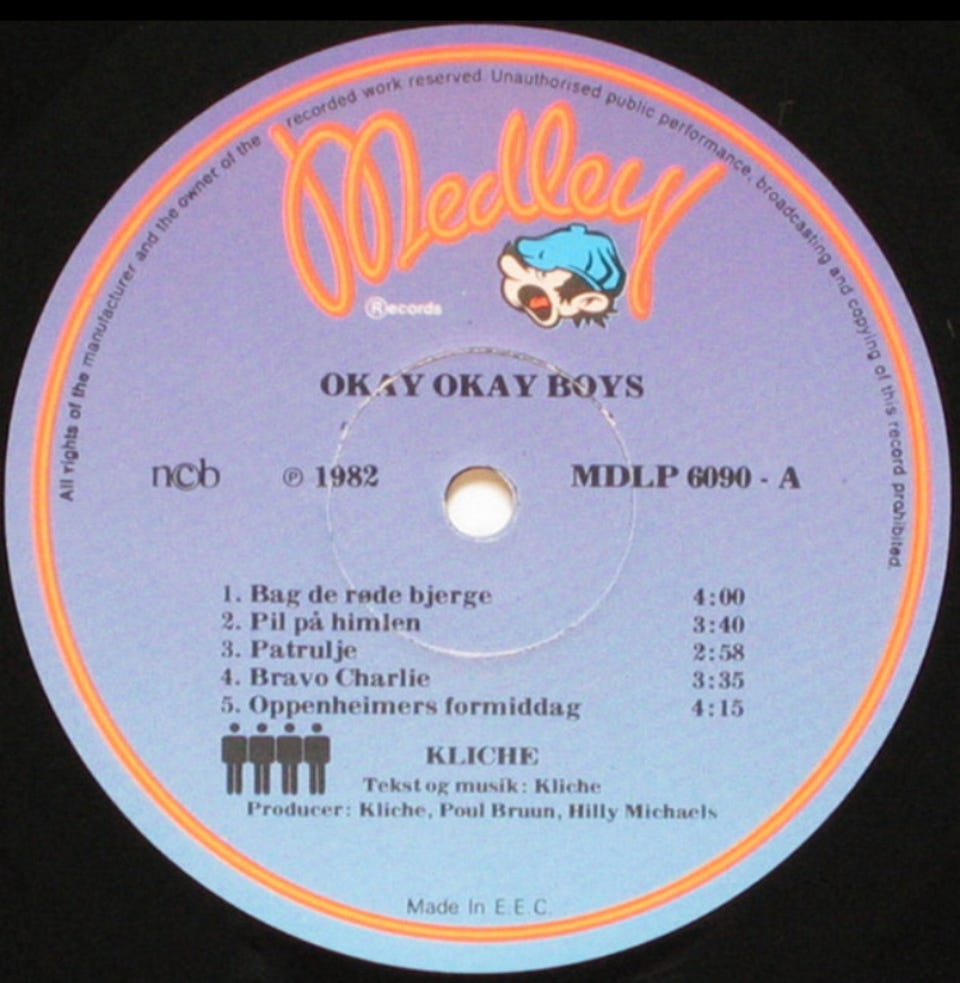 All rights of the manufacturer and the owner of the recorded work reserved. Unauthorised public performance, broadcasting and copying of this record prohibited.
Medley
Ⓡecords
OKAY OKAY BOYS
ncb ℗ 1982 MDLP 6090 - A
1. Bag de røde bjerge 4:00
2. Pil på himlen 3:40
3. Patrulje 2:58
4. Bravo Charlie 3:35
5. Oppenheimers formiddag 4:15
KLICHE
Tekst og musik: Kliche
Producer: Kliche, Poul Bruun, Hilly Michaels
Made In E.E.C.